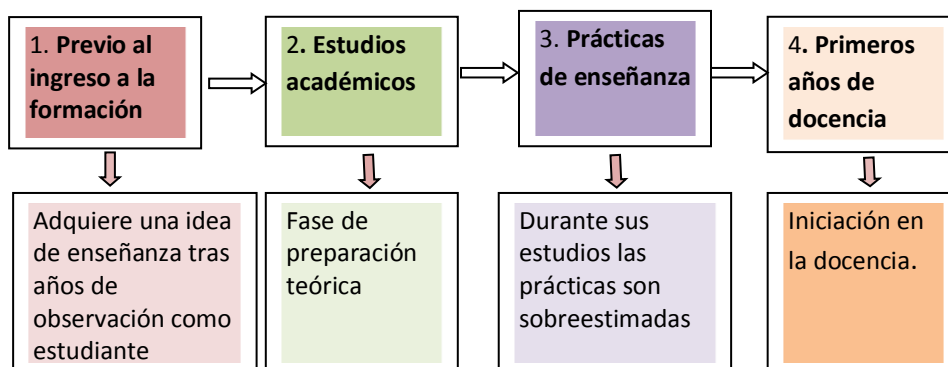 1. Previo al
ingreso a la
formación
2. Estudios
académicos
3. Prácticas
de enseñanza
4. Primeros
años de
docencia
Adquiere una idea
de enseñanza tras
años de
observación como
estudiante
Fase de
preparación
teórica
Durante sus
estudios las
prácticas son
sobreestimadas
Iniciación en
la docencia.